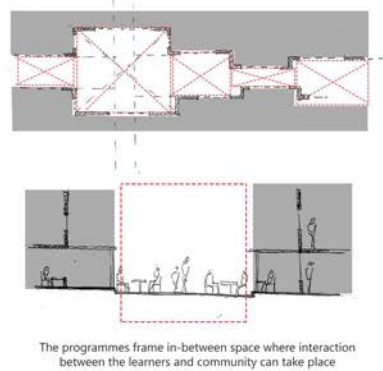 The programmes frame in-between space where interaction
between the learners and community can take place